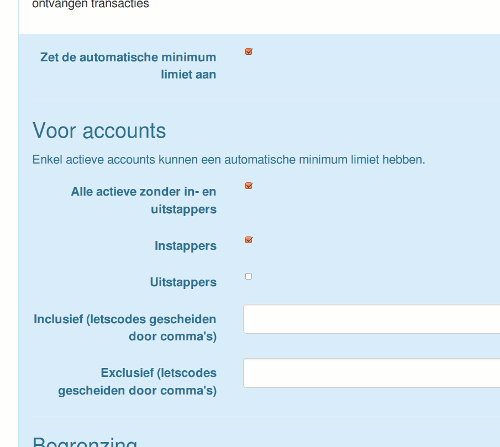 ontvangen transacties
Zet de automatische minimum
limiet aan
Voor accounts
Enkel actieve accounts kunnen een automatische minimum limiet hebben.
Alle actieve zonder in- en
uitstappers
Instappers
Uitstappers
Inclusief (letscodes gescheiden
door comma's)
Exclusief (letscodes
gescheiden door comma's)
Begrenzing